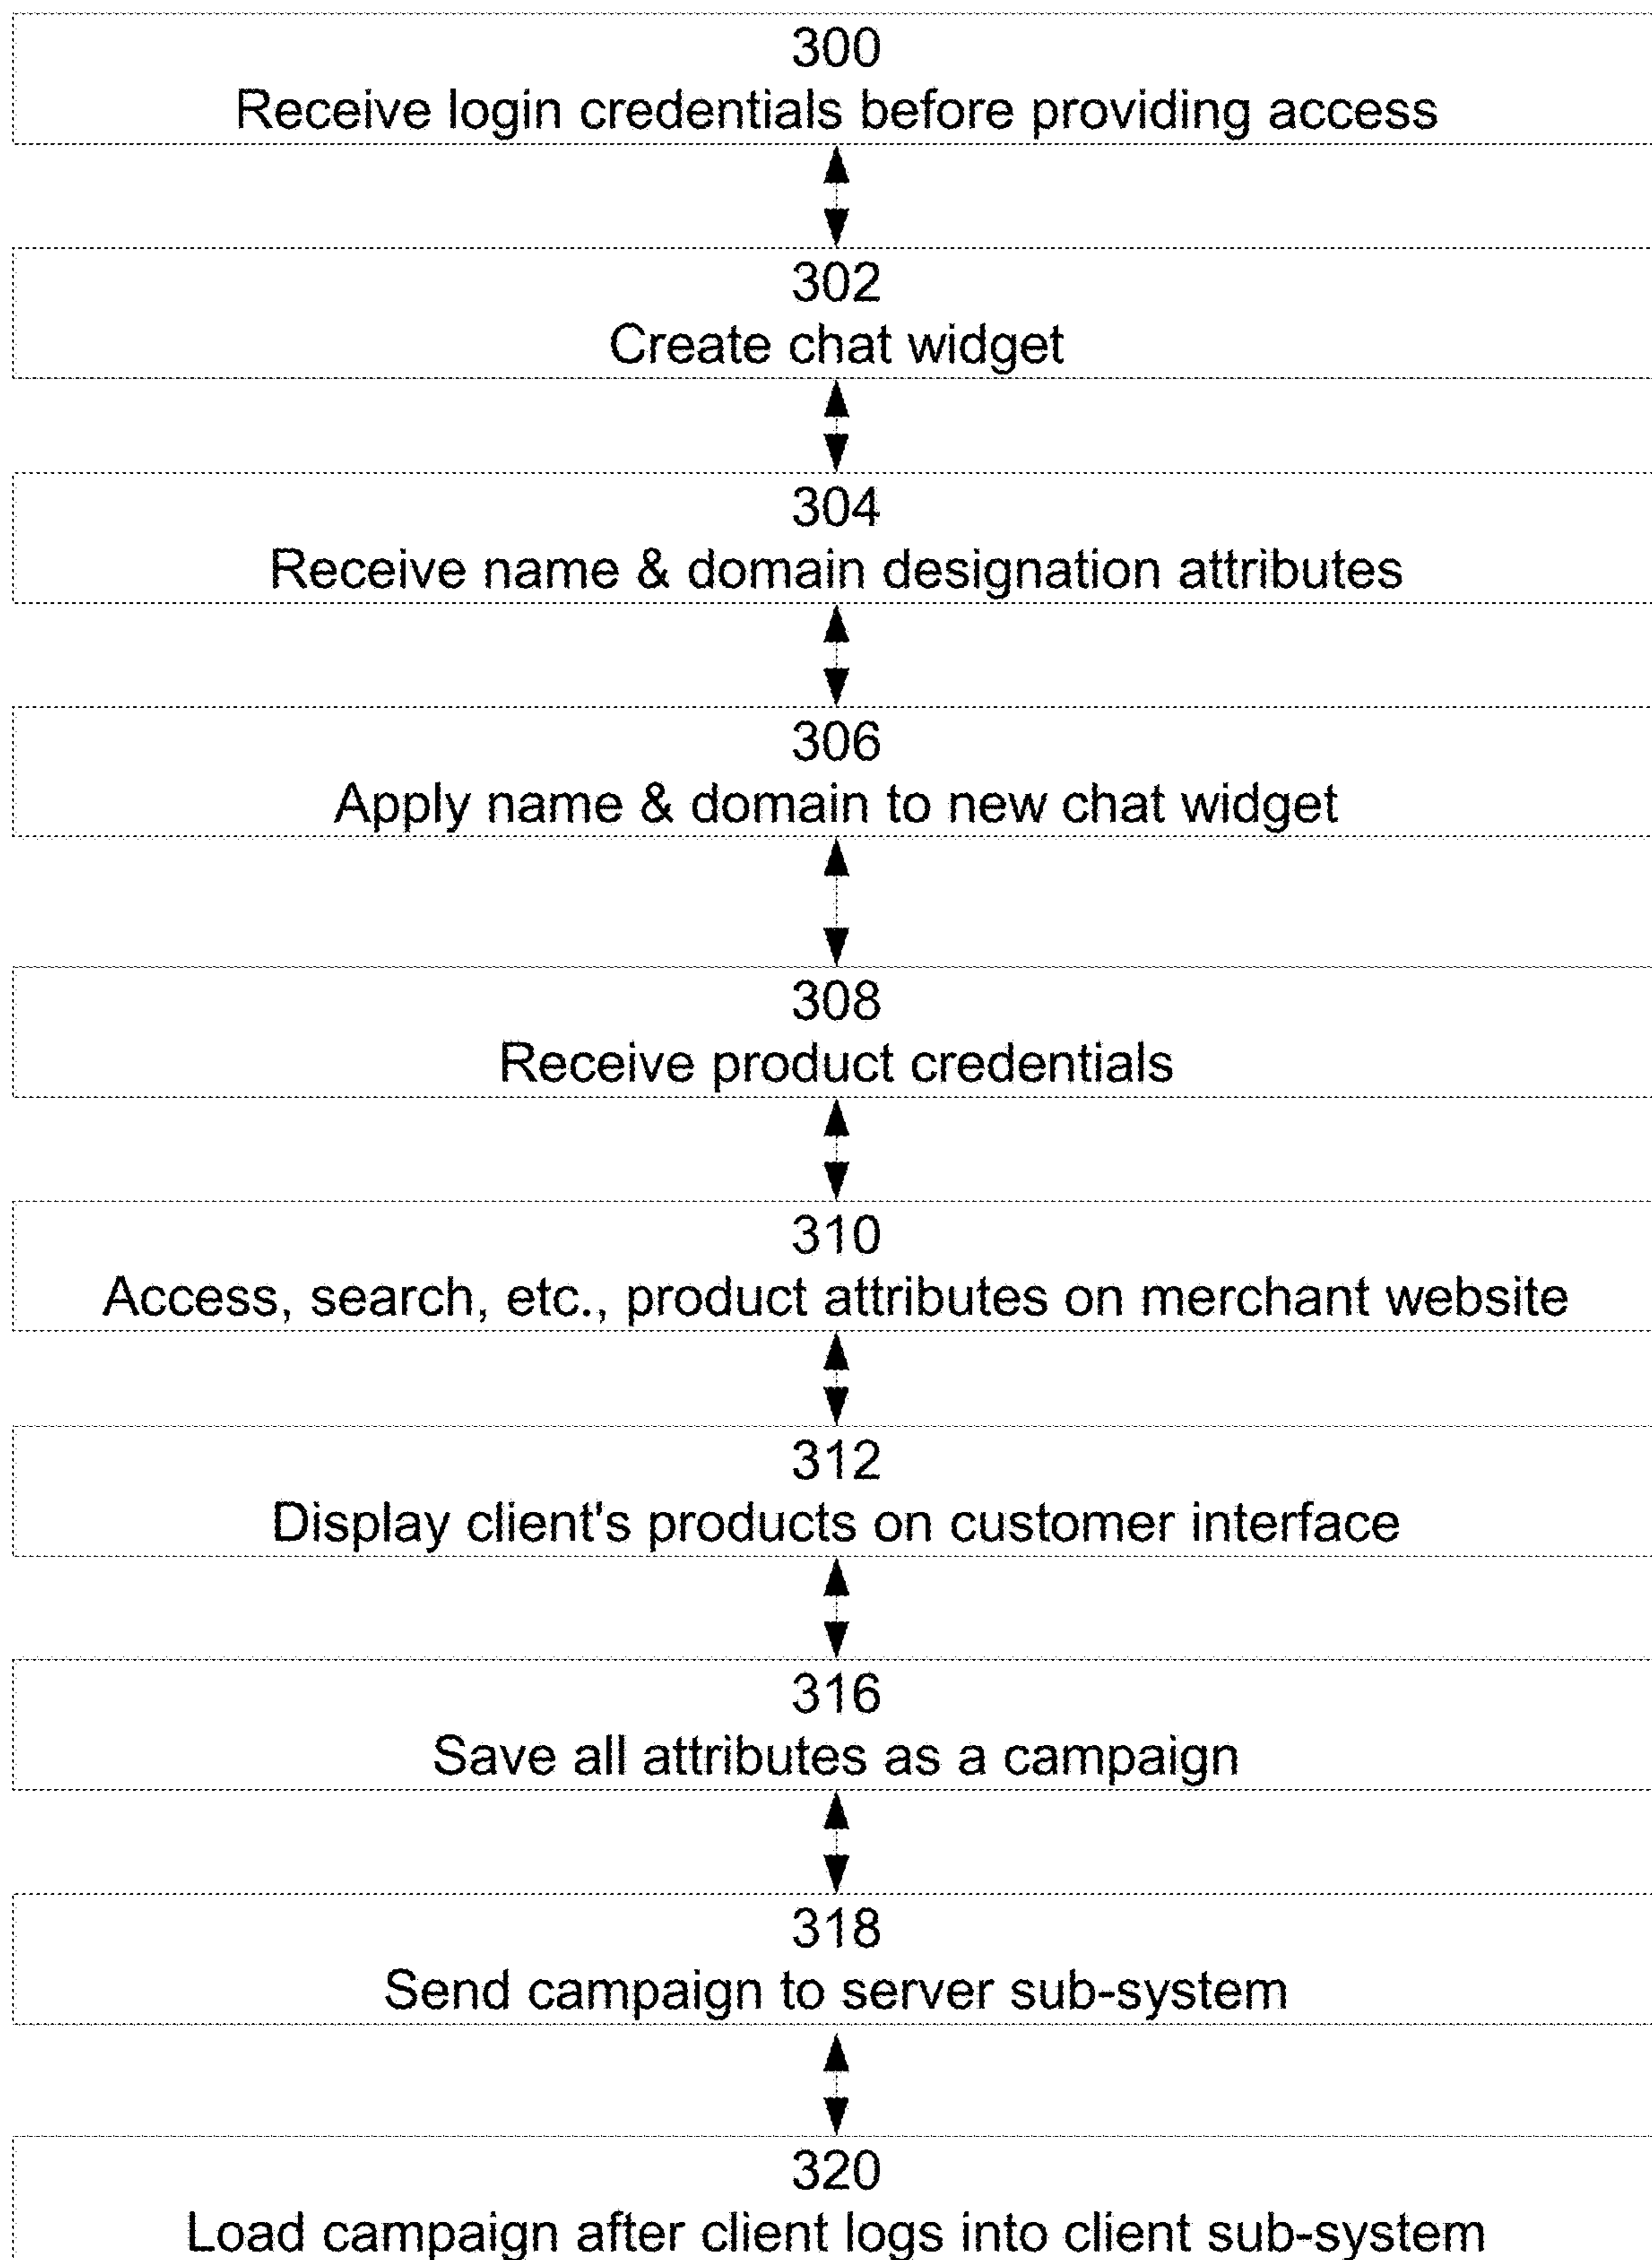 300
Receive login credentials before providing access
302
Create chat widget
304
Receive name & domain designation attributes
306
Apply name & domain to new chat widget
308
Receive product credentials
310
Access, search, etc., product attributes on merchant website
312
Display client's products on customer interface
316
Save all attributes as a campaign
318
Send campaign to server sub-system
320
Load campaign after client logs into client sub-system